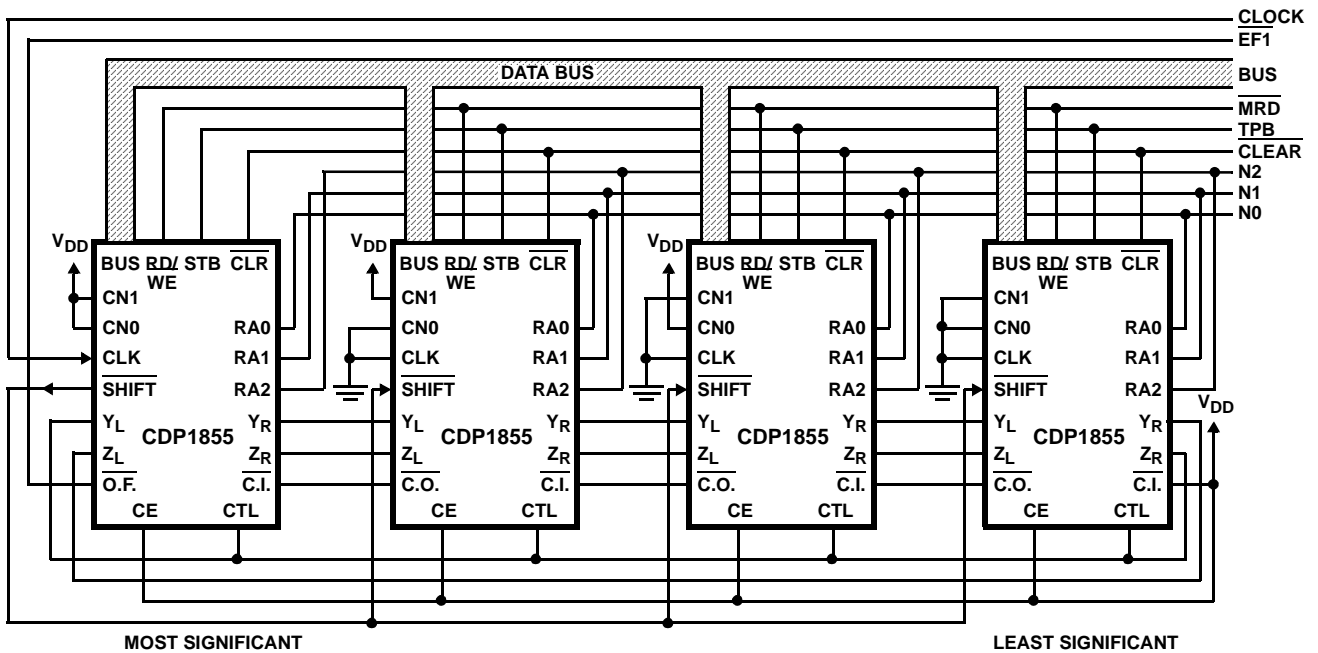 CLOCK
EF1
DATA BUS
BUS
MRD
TPB
CLEAR
N2
N1
N0
VDD
BUS RD/ STB CLR
WE
CN1
CN0 RA0
CLK RA1
SHIFT RA2
YL YR
CDP1855
ZL ZR
O.F. C.I.
CE CTL
VDD
BUS RD/ STB CLR
WE
CN1
CN0 RA0
CLK RA1
SHIFT RA2
YL YR
CDP1855
ZL ZR
C.O. C.I.
CE CTL
VDD
BUS RD/ STB CLR
WE
CN1
CN0 RA0
CLK RA1
SHIFT RA2
YL YR
CDP1855
ZL ZR
C.O. C.I.
CE CTL
BUS RD/ STB CLR
WE
CN1
CN0 RA0
CLK RA1
SHIFT RA2
VDD
YL YR
CDP1855
ZL ZR
C.O. C.I.
CE CTL
MOST SIGNIFICANT
LEAST SIGNIFICANT